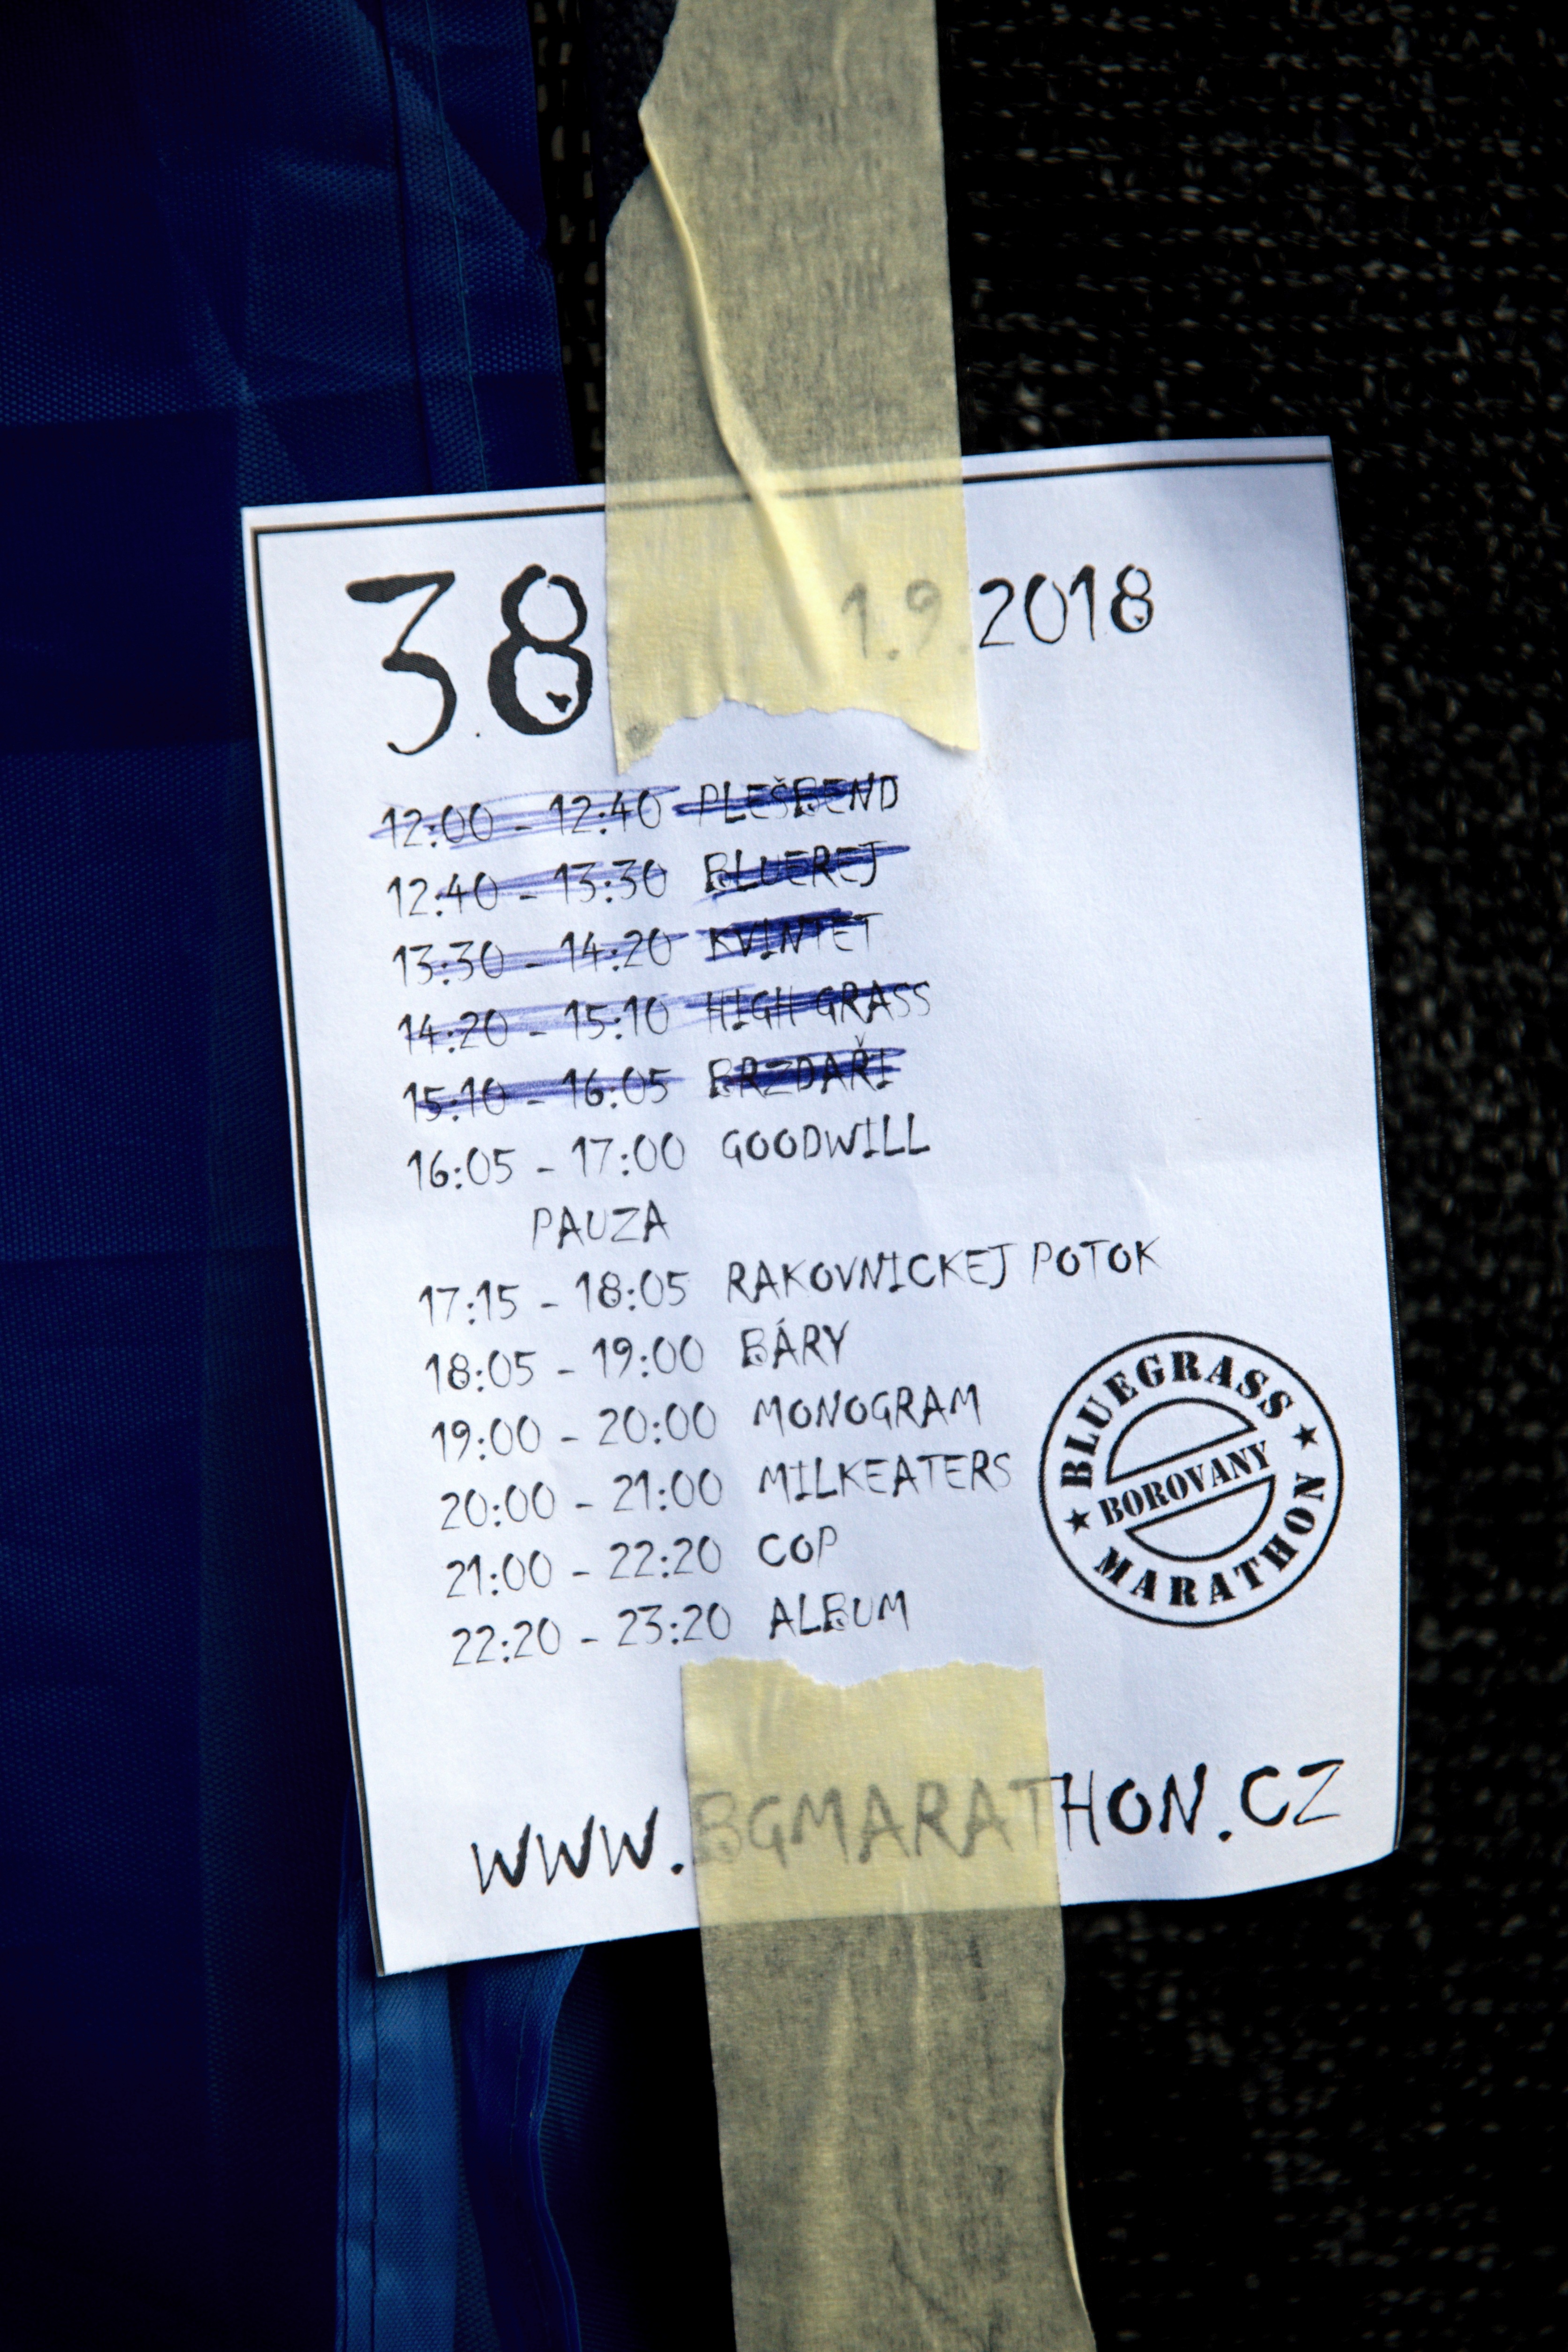 38 1.9.2018
12:00 - 12:40 PLEŠBEND
12:40 - 13:30 BLUEREJ
13:30 - 14:20 KVINTET
14:20 - 15:10 HIGH GRASS
15:10 - 16:05 BRZDAŘI
16:05 - 17:00 GOODWILL
PAUZA
17:15 - 18:05 RAKOVNICKEJ POTOK
18:05 - 19:00 BÁRY
19:00 - 20:00 MONOGRAM
20:00 - 21:00 MILKEATERS
21:00 - 22:20 COP
22:20 - 23:20 ALBUM
BLUEGRASS
BOROVANY
MARATHON
WWW.BGMARATHON.CZ